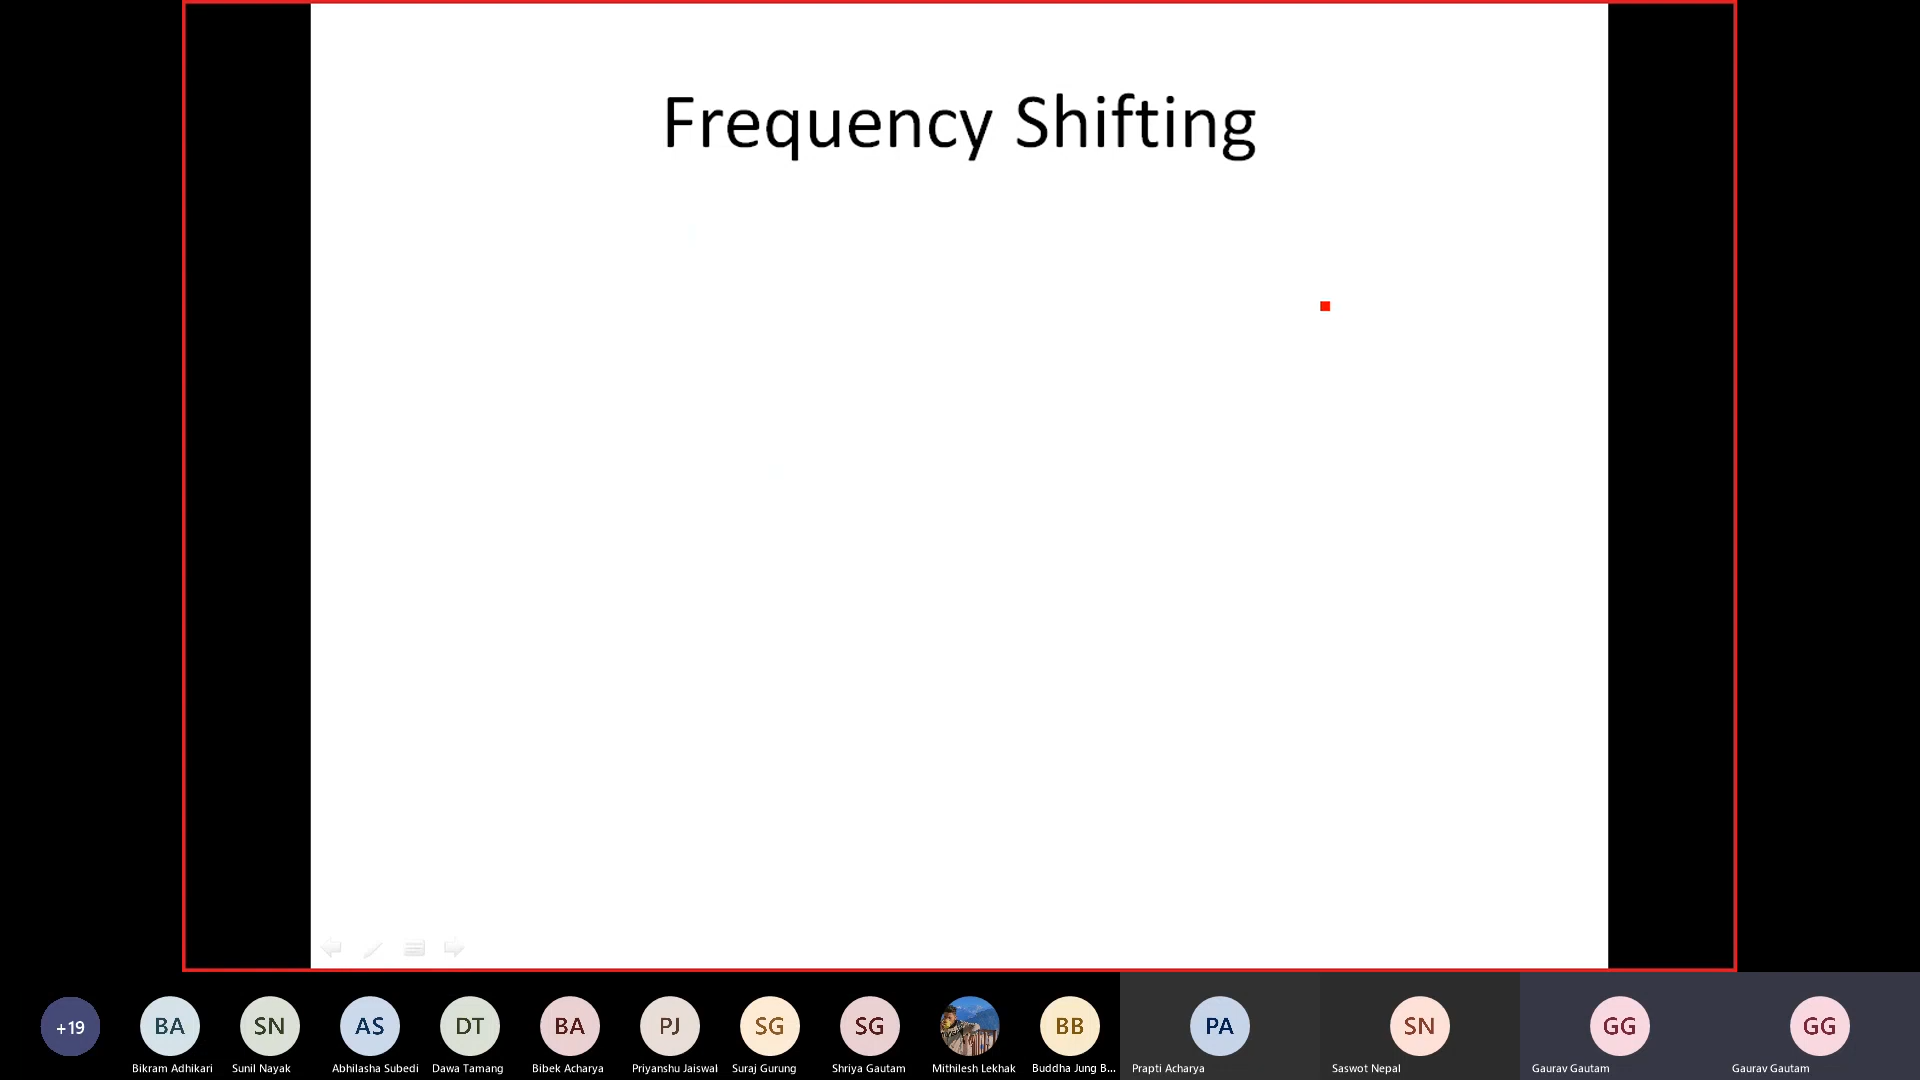 Frequency Shifting
+19
BA
SN
AS
DT
BA
PJ
SG
SG
BB
PA
SN
GG
GG
Bikram Adhikari
Sunil Nayak
Abhilasha Subedi
Dawa Tamang
Bibek Acharya
Priyanshu Jaiswal
Suraj Gurung
Shriya Gautam
Mithilesh Lekhak
Buddha Jung B...
Prapti Acharya
Saswot Nepal
Gaurav Gautam
Gaurav Gautam